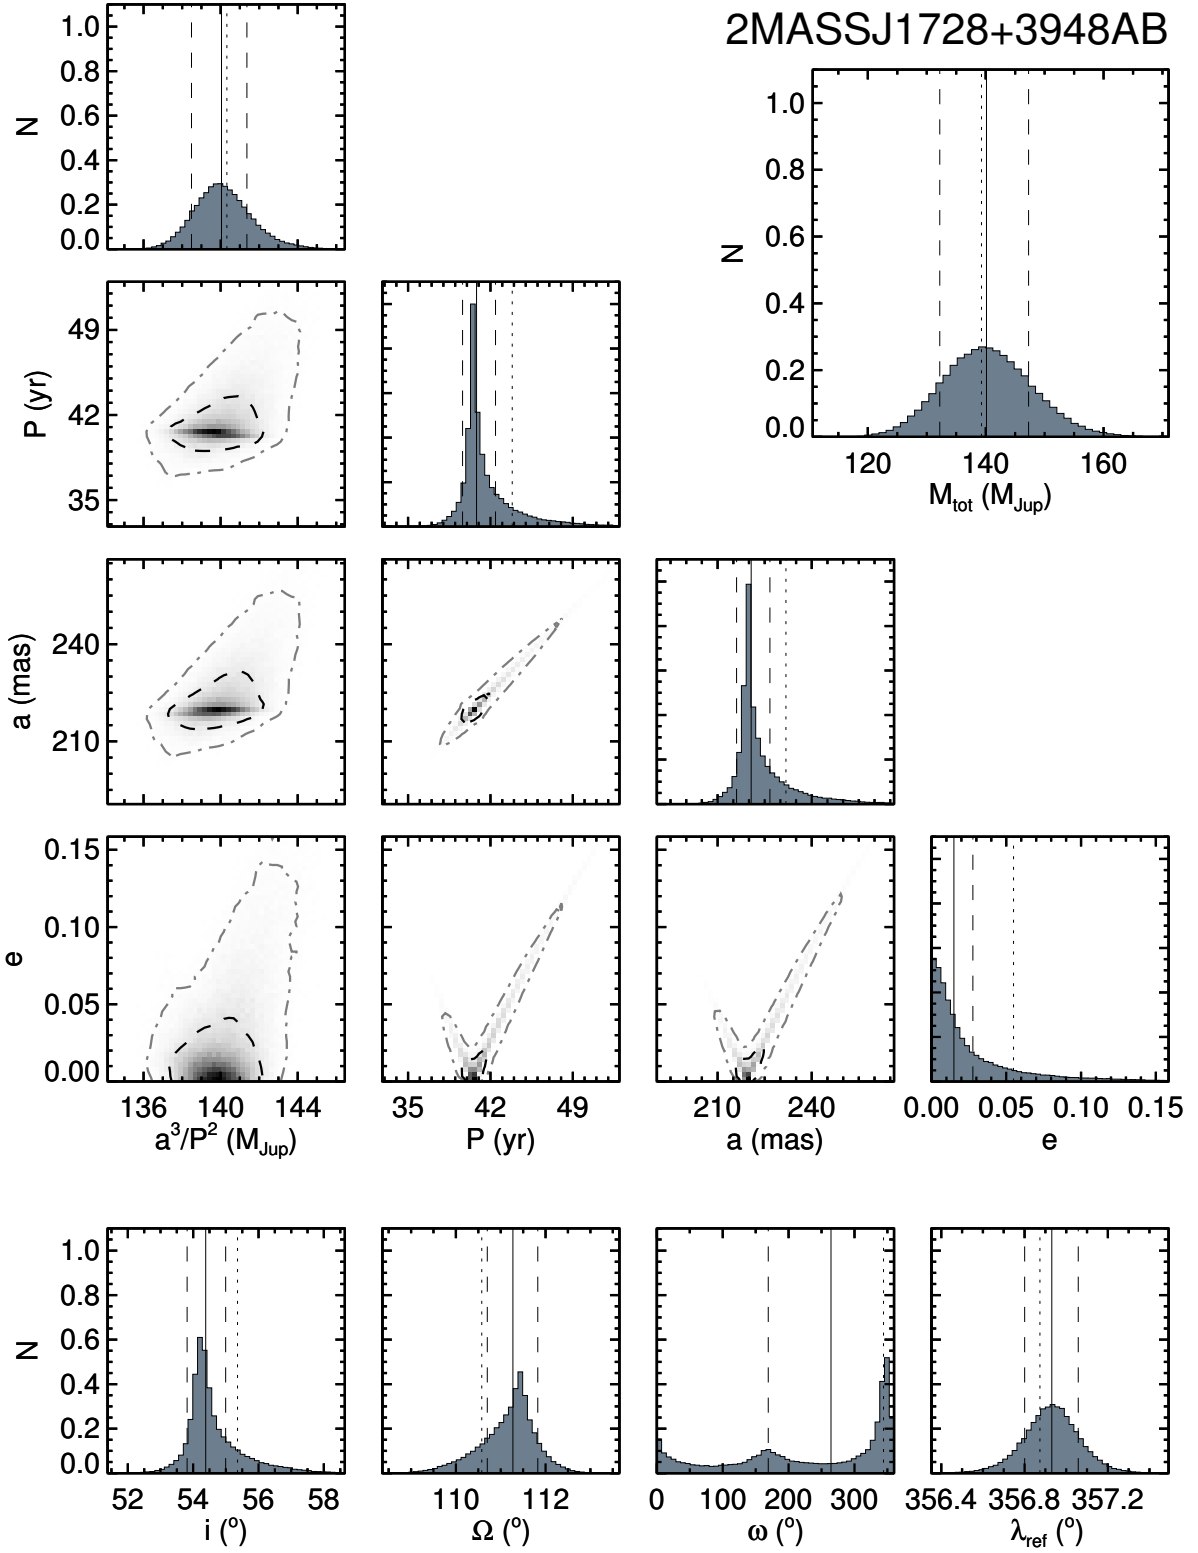 2MASSJ1728+3948AB
1.0
0.8
0.6
0.4
0.2
0.0
N
1.0
0.8
0.6
0.4
0.2
0.0
N
120 140 160
M_tot (M_Jup)
49
42
35
P (yr)
240
210
a (mas)
0.15
0.10
0.05
0.00
e
136 140 144
a³/P² (M_Jup)
35 42 49
P (yr)
210 240
a (mas)
0.00 0.05 0.10 0.15
e
1.0
0.8
0.6
0.4
0.2
0.0
N
52 54 56 58
i (°)
110 112
Ω (°)
0 100 200 300
ω (°)
356.4 356.8 357.2
λ_ref (°)